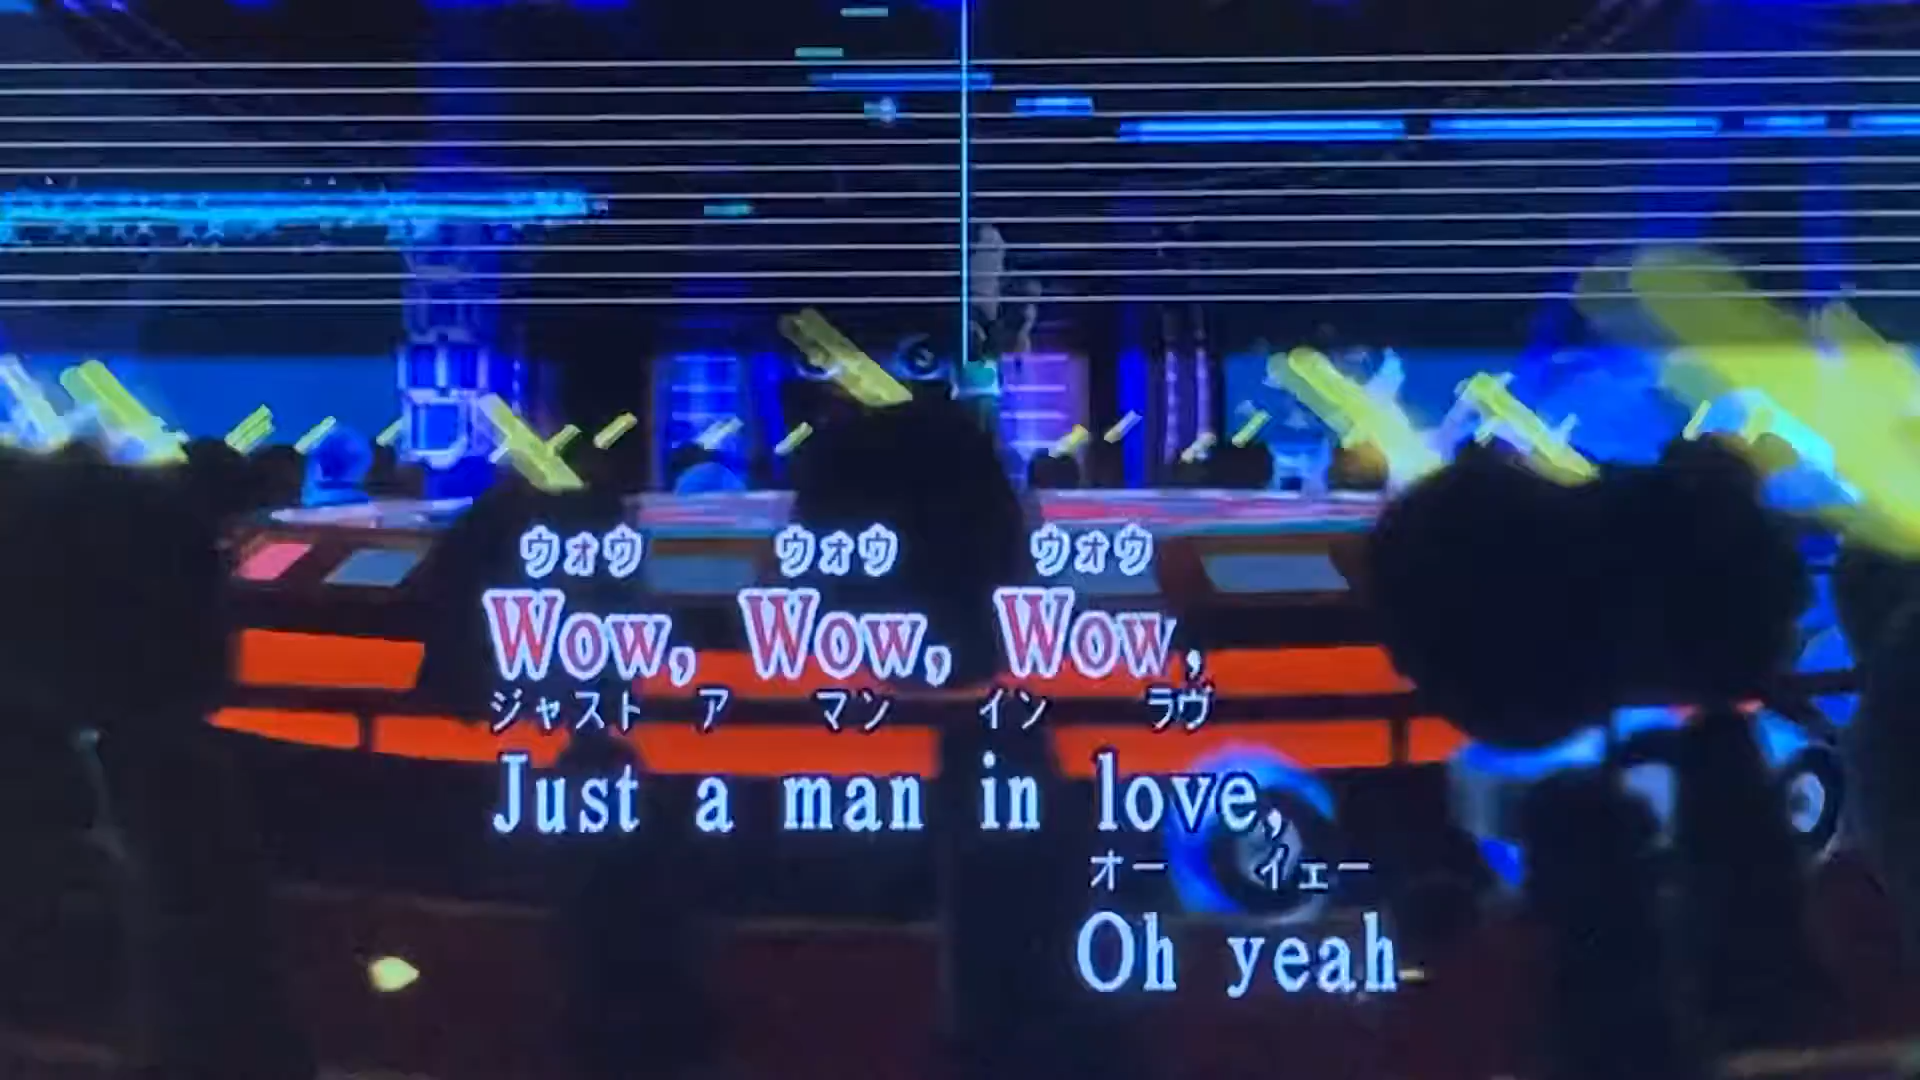 ウォウ ウォウ ウォウ
Wow, Wow, Wow,
ジャスト ア マン イン ラヴ
Just a man in love,
オー イェー
Oh yeah